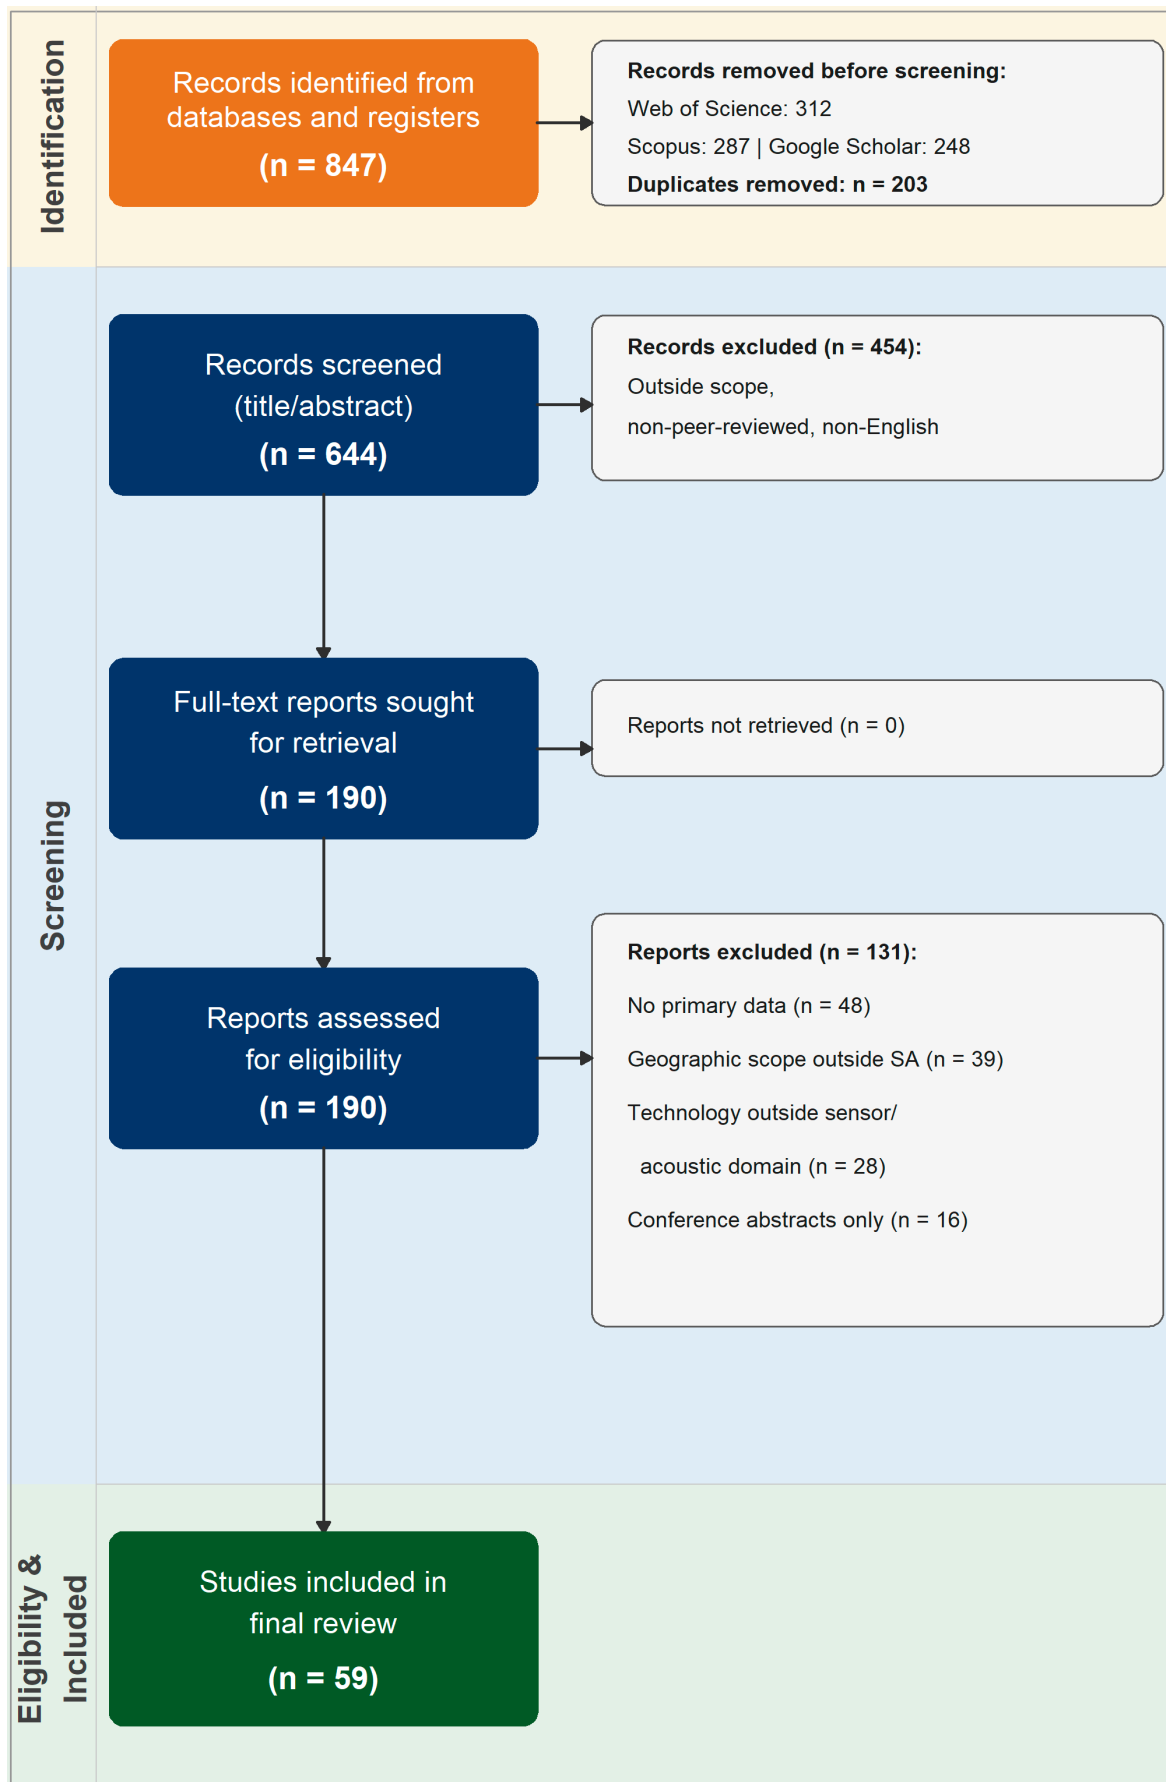 Identification
Records identified from
databases and registers
(n = 847)
Records removed before screening:
Web of Science: 312
Scopus: 287 | Google Scholar: 248
Duplicates removed: n = 203
Screening
Records screened
(title/abstract)
(n = 644)
Records excluded (n = 454):
Outside scope,
non-peer-reviewed, non-English
Full-text reports sought
for retrieval
(n = 190)
Reports not retrieved (n = 0)
Reports assessed
for eligibility
(n = 190)
Reports excluded (n = 131):
No primary data (n = 48)
Geographic scope outside SA (n = 39)
Technology outside sensor/
acoustic domain (n = 28)
Conference abstracts only (n = 16)
Eligibility &
Included
Studies included in
final review
(n = 59)